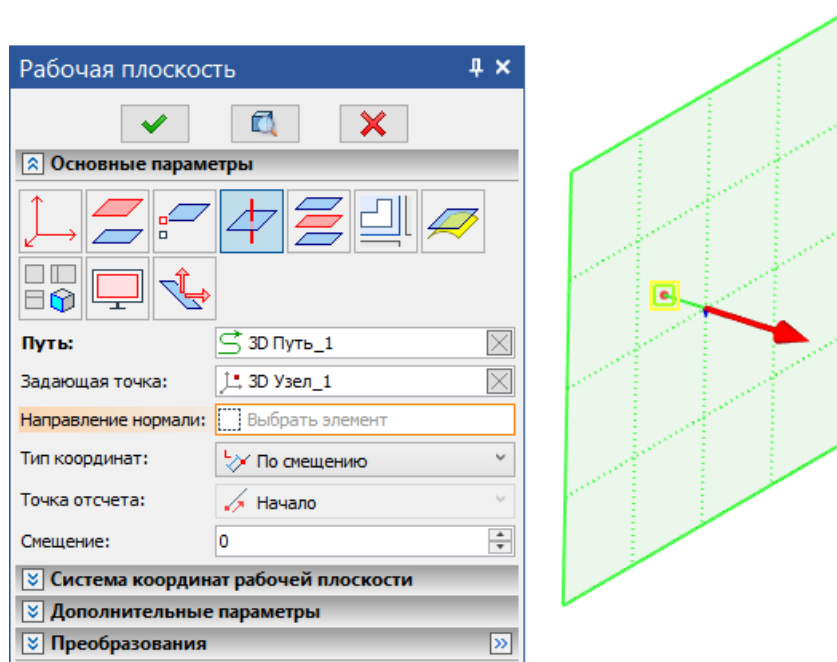 Рабочая плоскость
Основные параметры
Путь: 3D Путь_1
Задающая точка: 3D Узел_1
Направление нормали: Выбрать элемент
Тип координат: По смещению
Точка отсчета: Начало
Смещение: 0
Система координат рабочей плоскости
Дополнительные параметры
Преобразования